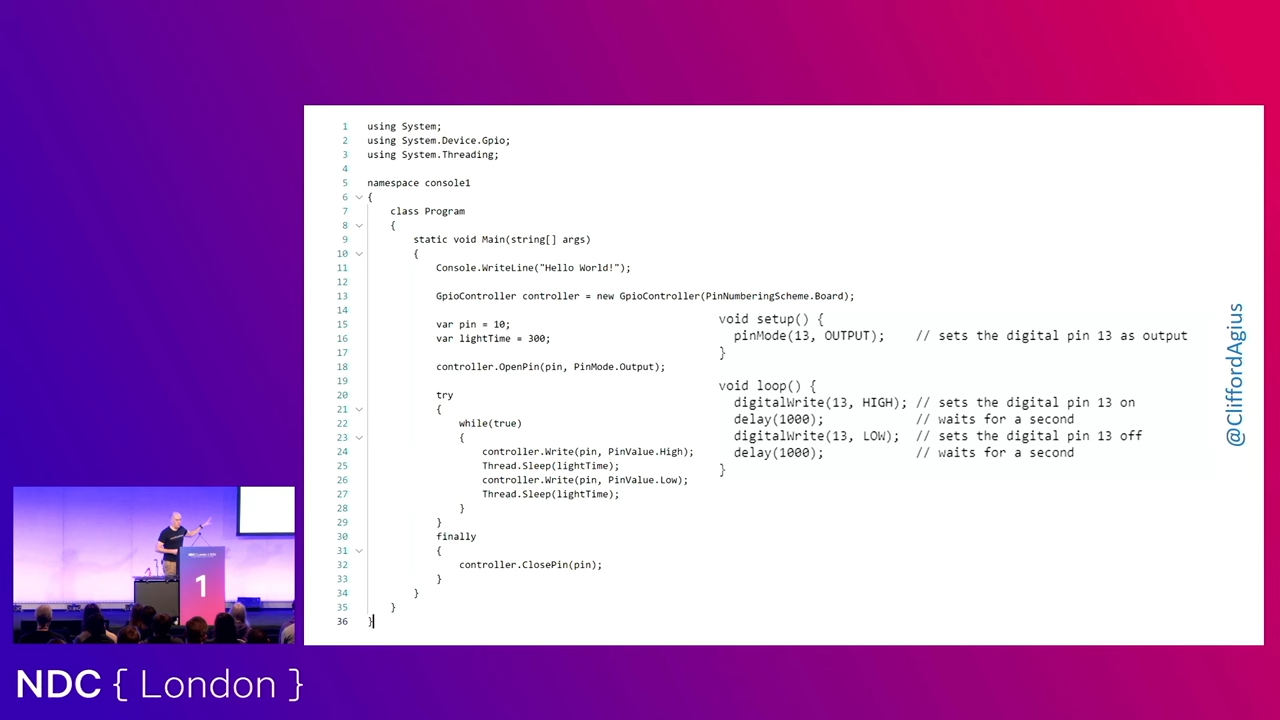 1 using System;
2 using System.Device.Gpio;
3 using System.Threading;
4
5 namespace console1
6 {
7 class Program
8 {
9 static void Main(string[] args)
10 {
11 Console.WriteLine("Hello World!");
12
13 GpioController controller = new GpioController(PinNumberingScheme.Board);
14
15 var pin = 10;
16 var lightTime = 300;
17
18 controller.OpenPin(pin, PinMode.Output);
19
20 try
21 {
22 while(true)
23 {
24 controller.Write(pin, PinValue.High);
25 Thread.Sleep(lightTime);
26 controller.Write(pin, PinValue.Low);
27 Thread.Sleep(lightTime);
28 }
29 }
30 finally
31 {
32 controller.ClosePin(pin);
33 }
34 }
35 }
36 }
void setup() {
pinMode(13, OUTPUT); // sets the digital pin 13 as output
}
void loop() {
digitalWrite(13, HIGH); // sets the digital pin 13 on
delay(1000); // waits for a second
digitalWrite(13, LOW); // sets the digital pin 13 off
delay(1000); // waits for a second
}
@CliffordAgius
1
NDC { London }